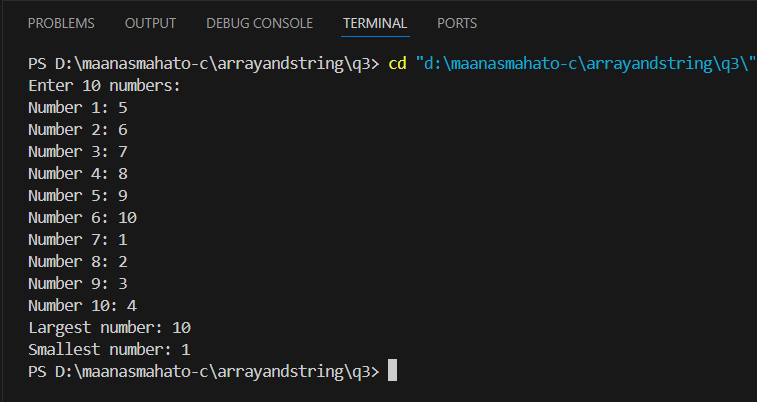 PROBLEMS OUTPUT DEBUG CONSOLE TERMINAL PORTS
PS D:\maanasmahato-c\arrayandstring\q3> cd "d:\maanasmahato-c\arrayandstring\q3\"
Enter 10 numbers:
Number 1: 5
Number 2: 6
Number 3: 7
Number 4: 8
Number 5: 9
Number 6: 10
Number 7: 1
Number 8: 2
Number 9: 3
Number 10: 4
Largest number: 10
Smallest number: 1
PS D:\maanasmahato-c\arrayandstring\q3>